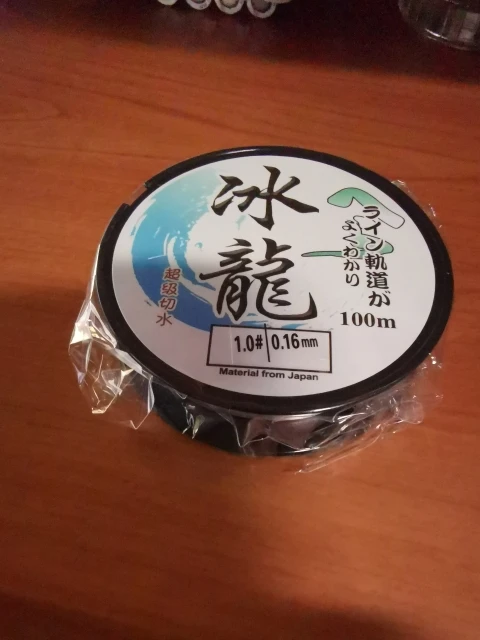 冰龍
ライン軌道が
よくわかり
100m
超级切水
1.0# 0.16mm
Material from Japan